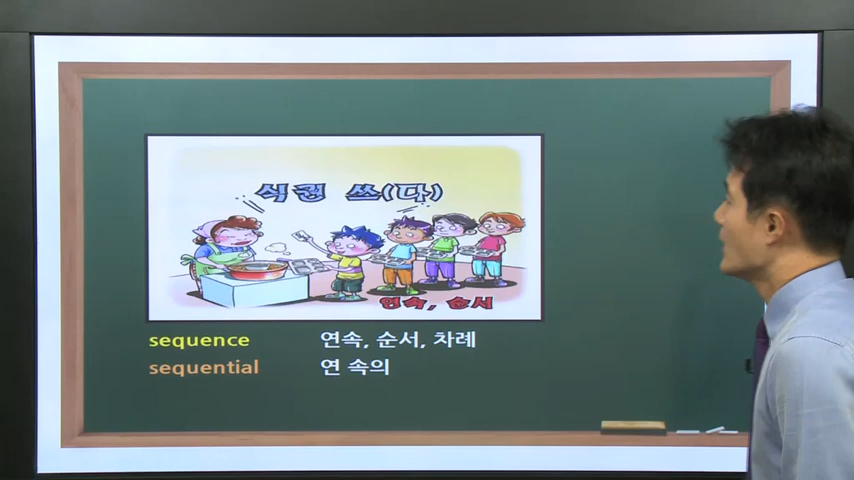 식권 쓰(다)
연속, 순서
sequence 연속, 순서, 차례
sequential 연 속의